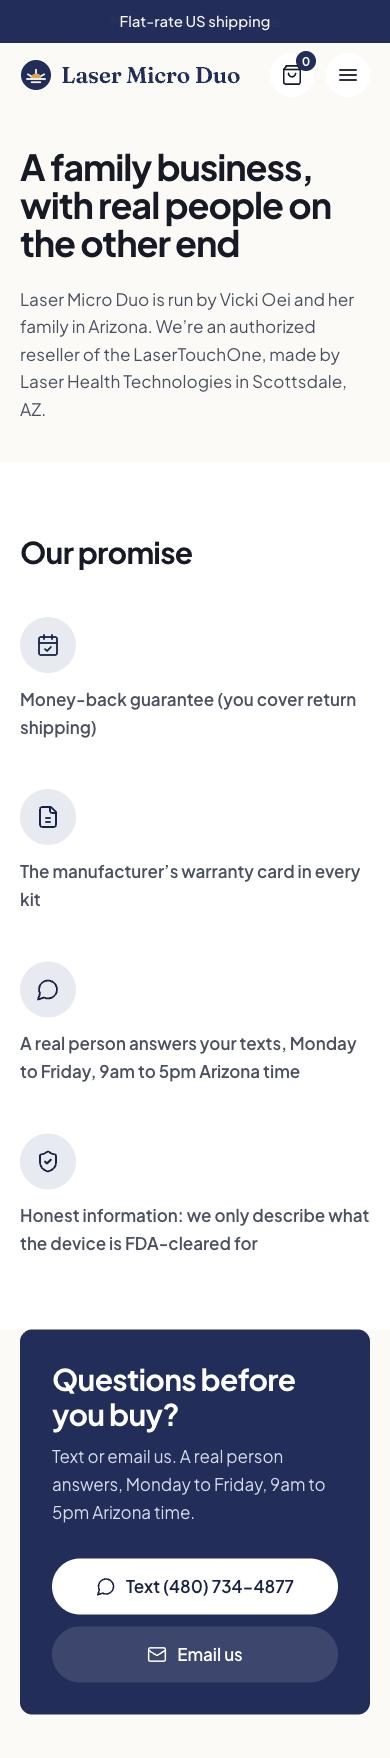 Flat-rate US shipping
Laser Micro Duo
0
A family business,
with real people on
the other end
Laser Micro Duo is run by Vicki Oei and her
family in Arizona. We’re an authorized
reseller of the LaserTouchOne, made by
Laser Health Technologies in Scottsdale,
AZ.
Our promise
Money-back guarantee (you cover return
shipping)
The manufacturer’s warranty card in every
kit
A real person answers your texts, Monday
to Friday, 9am to 5pm Arizona time
Honest information: we only describe what
the device is FDA-cleared for
Questions before
you buy?
Text or email us. A real person
answers, Monday to Friday, 9am to
5pm Arizona time.
Text (480) 734-4877
Email us